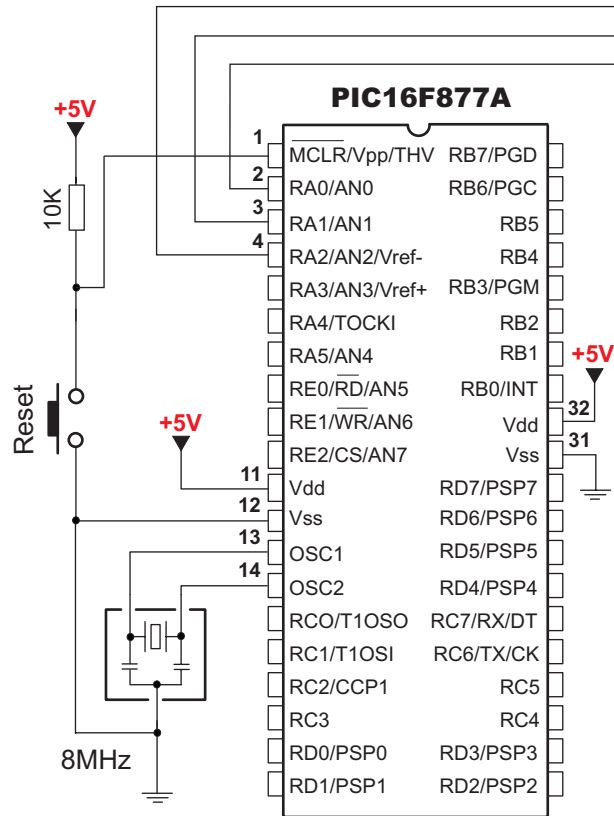 PIC16F877A
+5V
10K
Reset
1
MCLR/Vpp/THV
2
RA0/AN0
3
RA1/AN1
4
RA2/AN2/Vref-
RA3/AN3/Vref+
RA4/TOCKI
RA5/AN4
RE0/RD/AN5
RE1/WR/AN6
RE2/CS/AN7
+5V
11
Vdd
12
Vss
13
OSC1
14
OSC2
RCO/T1OSO
RC1/T1OSI
RC2/CCP1
RC3
RD0/PSP0
RD1/PSP1
8MHz
RB7/PGD
RB6/PGC
RB5
RB4
RB3/PGM
RB2
RB1
RB0/INT
+5V
32
Vdd
31
Vss
RD7/PSP7
RD6/PSP6
RD5/PSP5
RD4/PSP4
RC7/RX/DT
RC6/TX/CK
RC5
RC4
RD3/PSP3
RD2/PSP2